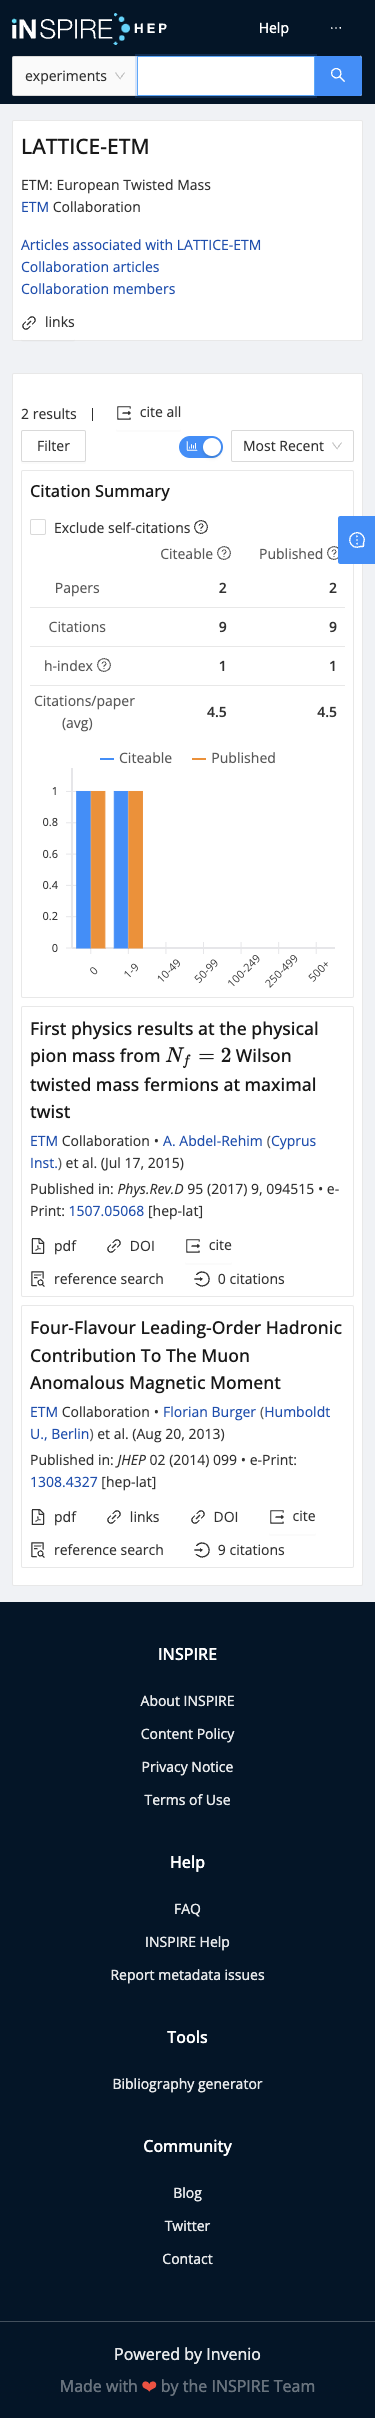 INSPIRE HEP
Help
...
experiments
LATTICE-ETM
ETM: European Twisted Mass
ETM Collaboration
Articles associated with LATTICE-ETM
Collaboration articles
Collaboration members
links
2 results | cite all
Filter
Most Recent
Citation Summary
Exclude self-citations
Citeable Published
Papers 2 2
Citations 9 9
h-index 1 1
Citations/paper
(avg) 4.5 4.5
Citeable Published
1
0.8
0.6
0.4
0.2
0
0 1-9 10-49 50-99 100-249 250-499 500+
First physics results at the physical
pion mass from N_f = 2 Wilson
twisted mass fermions at maximal
twist
ETM Collaboration • A. Abdel-Rehim (Cyprus
Inst.) et al. (Jul 17, 2015)
Published in: Phys.Rev.D 95 (2017) 9, 094515 • e-
Print: 1507.05068 [hep-lat]
pdf DOI cite
reference search 0 citations
Four-Flavour Leading-Order Hadronic
Contribution To The Muon
Anomalous Magnetic Moment
ETM Collaboration • Florian Burger (Humboldt
U., Berlin) et al. (Aug 20, 2013)
Published in: JHEP 02 (2014) 099 • e-Print:
1308.4327 [hep-lat]
pdf links DOI cite
reference search 9 citations
INSPIRE
About INSPIRE
Content Policy
Privacy Notice
Terms of Use
Help
FAQ
INSPIRE Help
Report metadata issues
Tools
Bibliography generator
Community
Blog
Twitter
Contact
Powered by Invenio
Made with ❤ by the INSPIRE Team